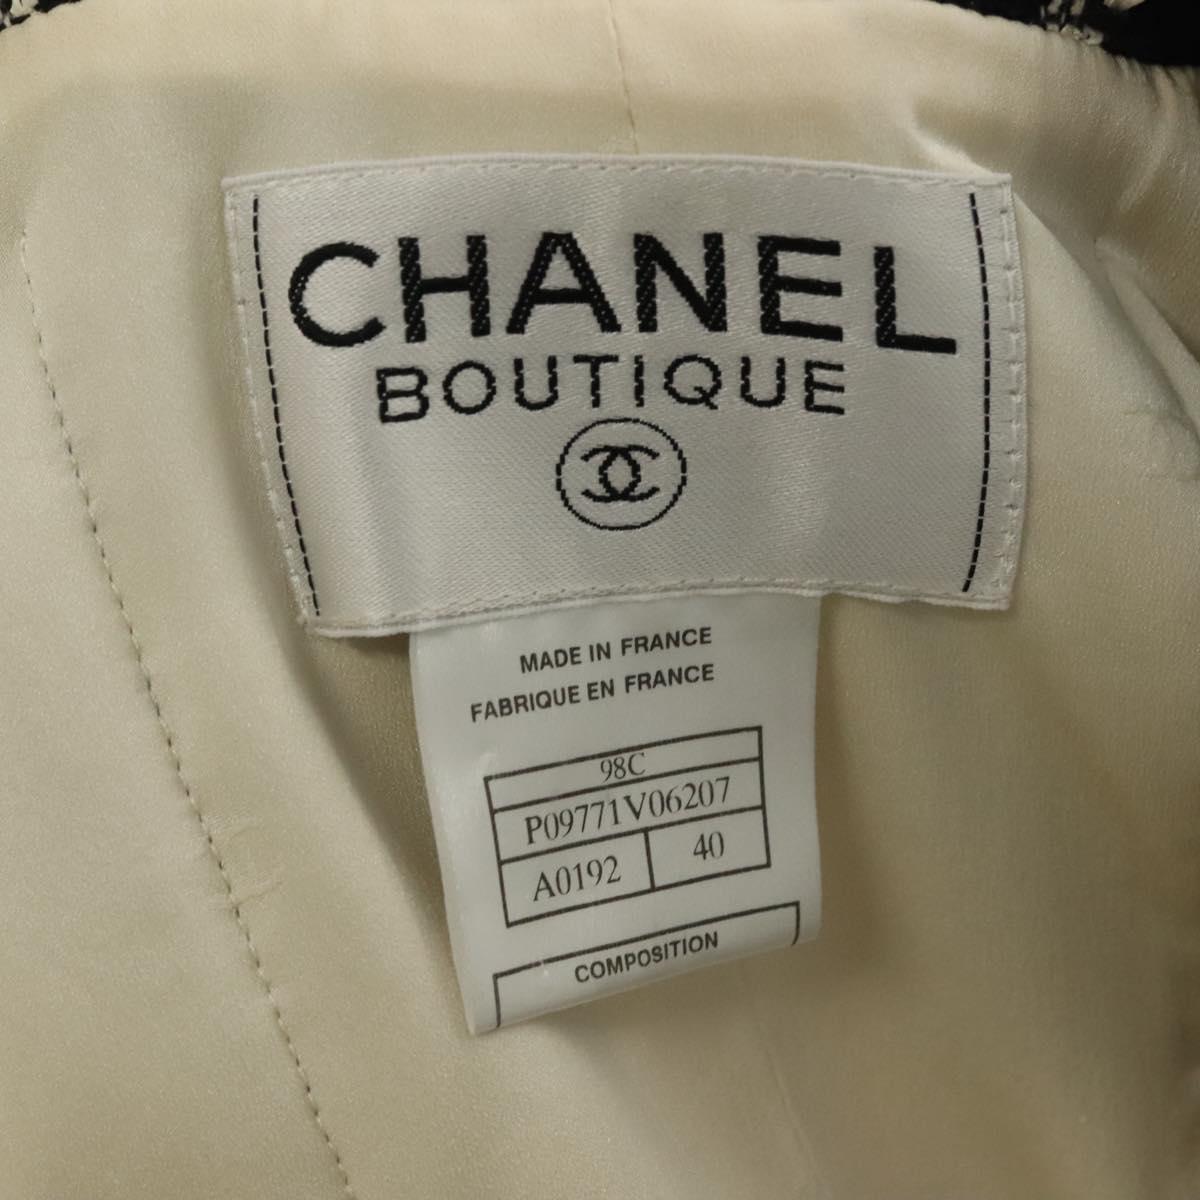 CHANEL
BOUTIQUE
MADE IN FRANCE
FABRIQUE EN FRANCE
98C
P09771V06207
A0192 40
COMPOSITION